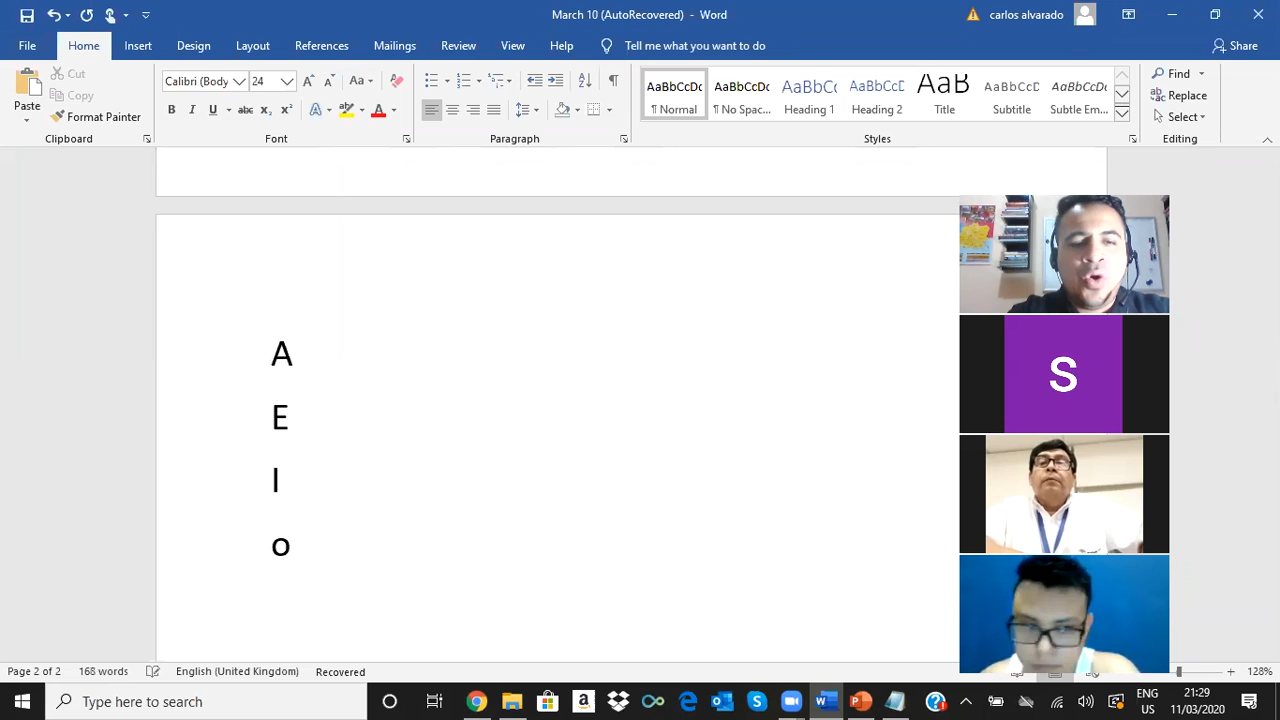 March 10 (AutoRecovered) - Word
carlos alvarado
File Home Insert Design Layout References Mailings Review View Help Tell me what you want to do Share
Paste
Cut
Copy
Format Painter
Clipboard
Calibri (Body 24
Font
Paragraph
AaBbCcDc AaBbCcDc AaBbCc AaBbCcD AaB AaBbCcD AaBbCcDc
¶ Normal ¶ No Spac... Heading 1 Heading 2 Title Subtitle Subtle Em...
Styles
Find
Replace
Select
Editing
A
E
I
o
S
Page 2 of 2 168 words English (United Kingdom) Recovered 128%
Type here to search
ENG
US
21:29
11/03/2020